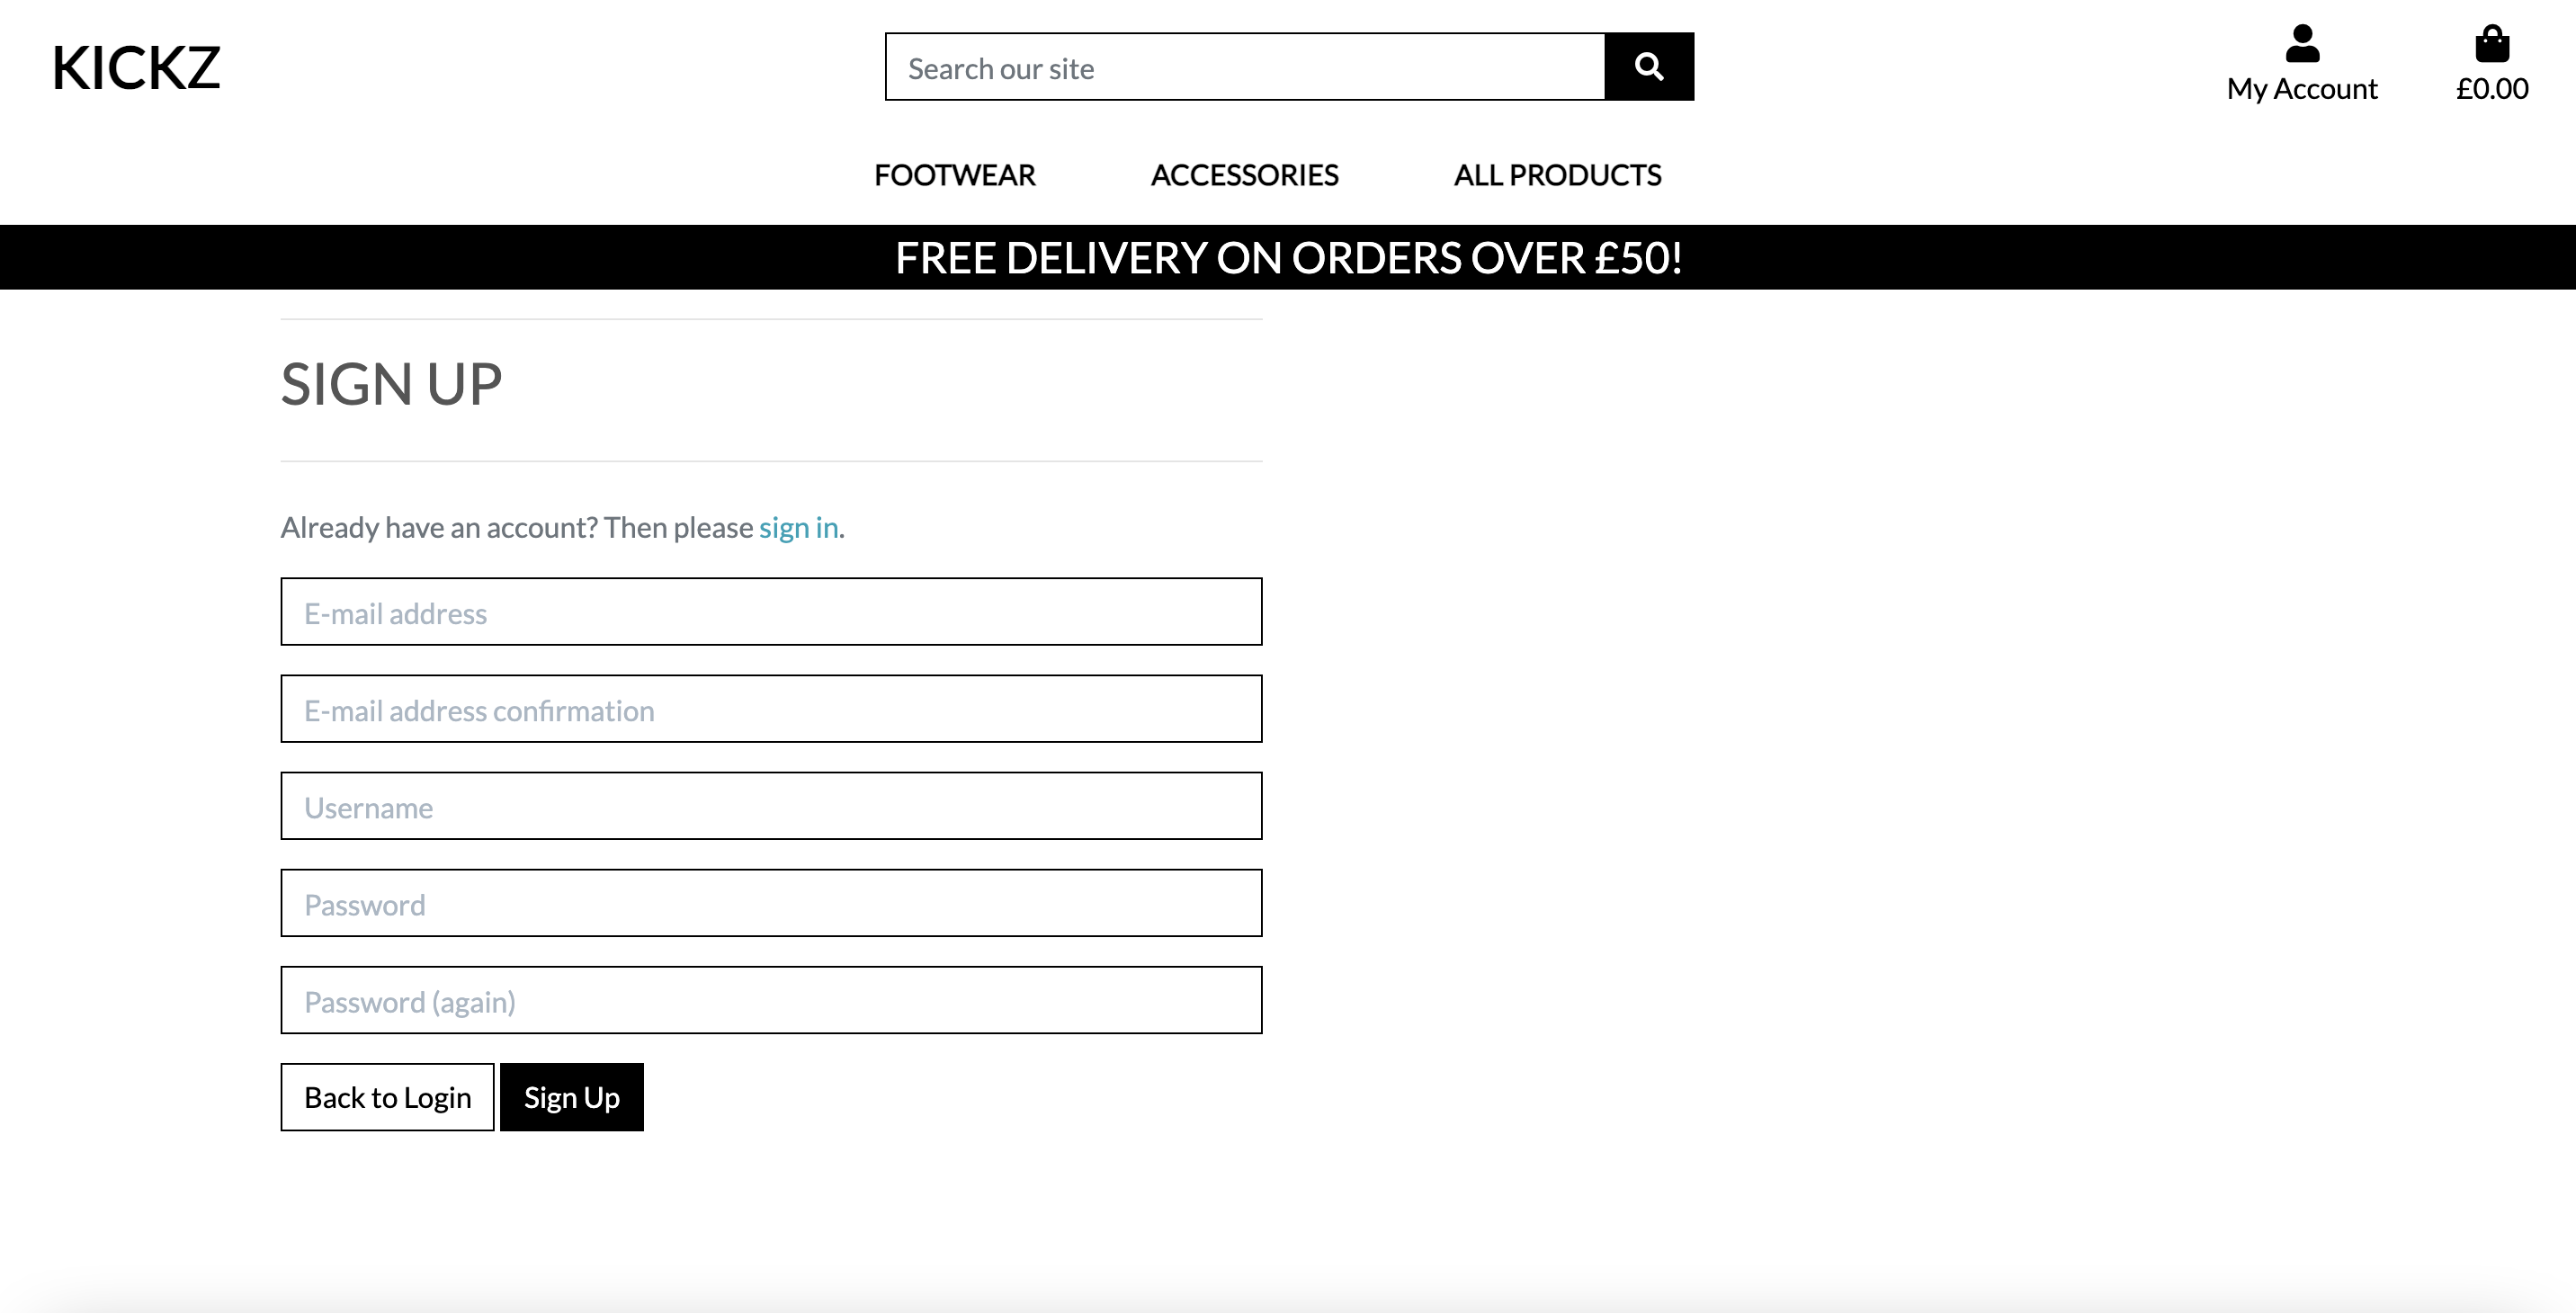 KICKZ
Search our site
My Account
£0.00
FOOTWEAR
ACCESSORIES
ALL PRODUCTS
FREE DELIVERY ON ORDERS OVER £50!
SIGN UP
Already have an account? Then please sign in.
E-mail address
E-mail address confirmation
Username
Password
Password (again)
Back to Login
Sign Up